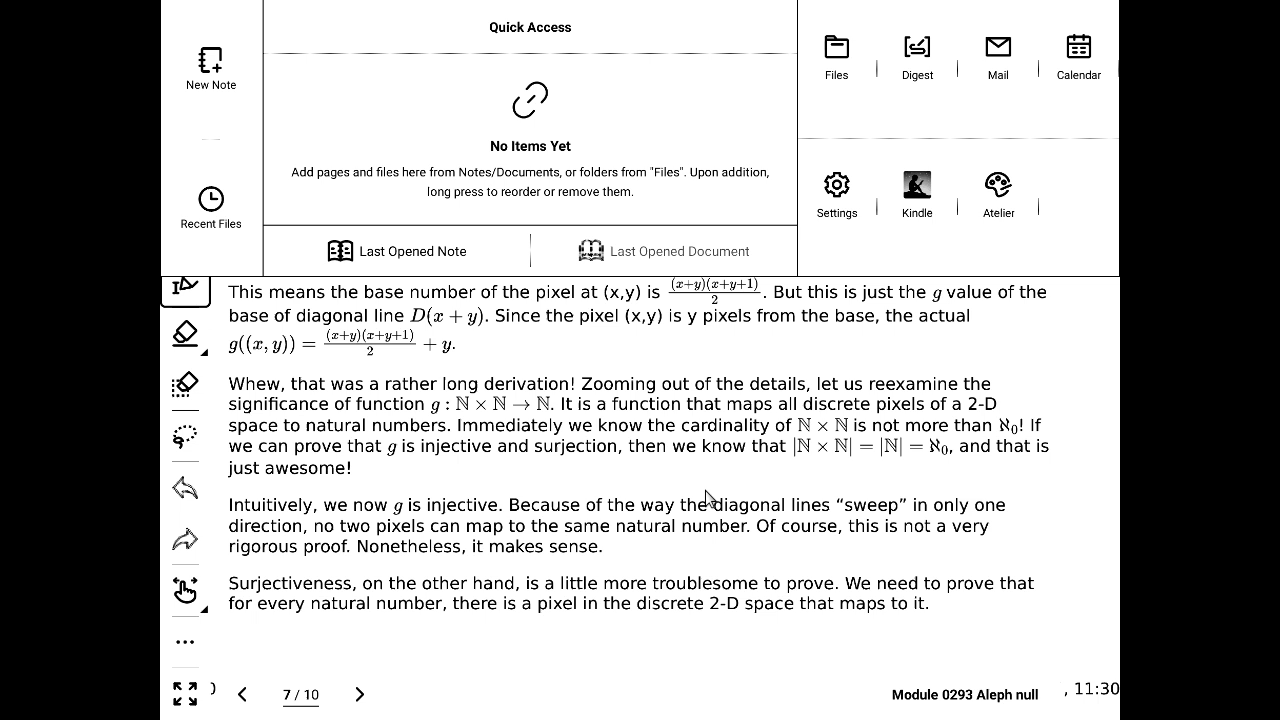 Quick Access
New Note
No Items Yet
Add pages and files here from Notes/Documents, or folders from "Files". Upon addition,
long press to reorder or remove them.
Recent Files
Last Opened Note
Last Opened Document
Files
Digest
Mail
Calendar
Settings
Kindle
Atelier
This means the base number of the pixel at (x,y) is (x+y)(x+y+1)/2. But this is just the g value of the
base of diagonal line D(x + y). Since the pixel (x,y) is y pixels from the base, the actual
g((x, y)) = (x+y)(x+y+1)/2 + y.
Whew, that was a rather long derivation! Zooming out of the details, let us reexamine the
significance of function g : ℕ × ℕ → ℕ. It is a function that maps all discrete pixels of a 2-D
space to natural numbers. Immediately we know the cardinality of ℕ × ℕ is not more than ℵ₀! If
we can prove that g is injective and surjection, then we know that |ℕ × ℕ| = |ℕ| = ℵ₀, and that is
just awesome!
Intuitively, we now g is injective. Because of the way the diagonal lines “sweep” in only one
direction, no two pixels can map to the same natural number. Of course, this is not a very
rigorous proof. Nonetheless, it makes sense.
Surjectiveness, on the other hand, is a little more troublesome to prove. We need to prove that
for every natural number, there is a pixel in the discrete 2-D space that maps to it.
7 / 10
Module 0293 Aleph null
, 11:30